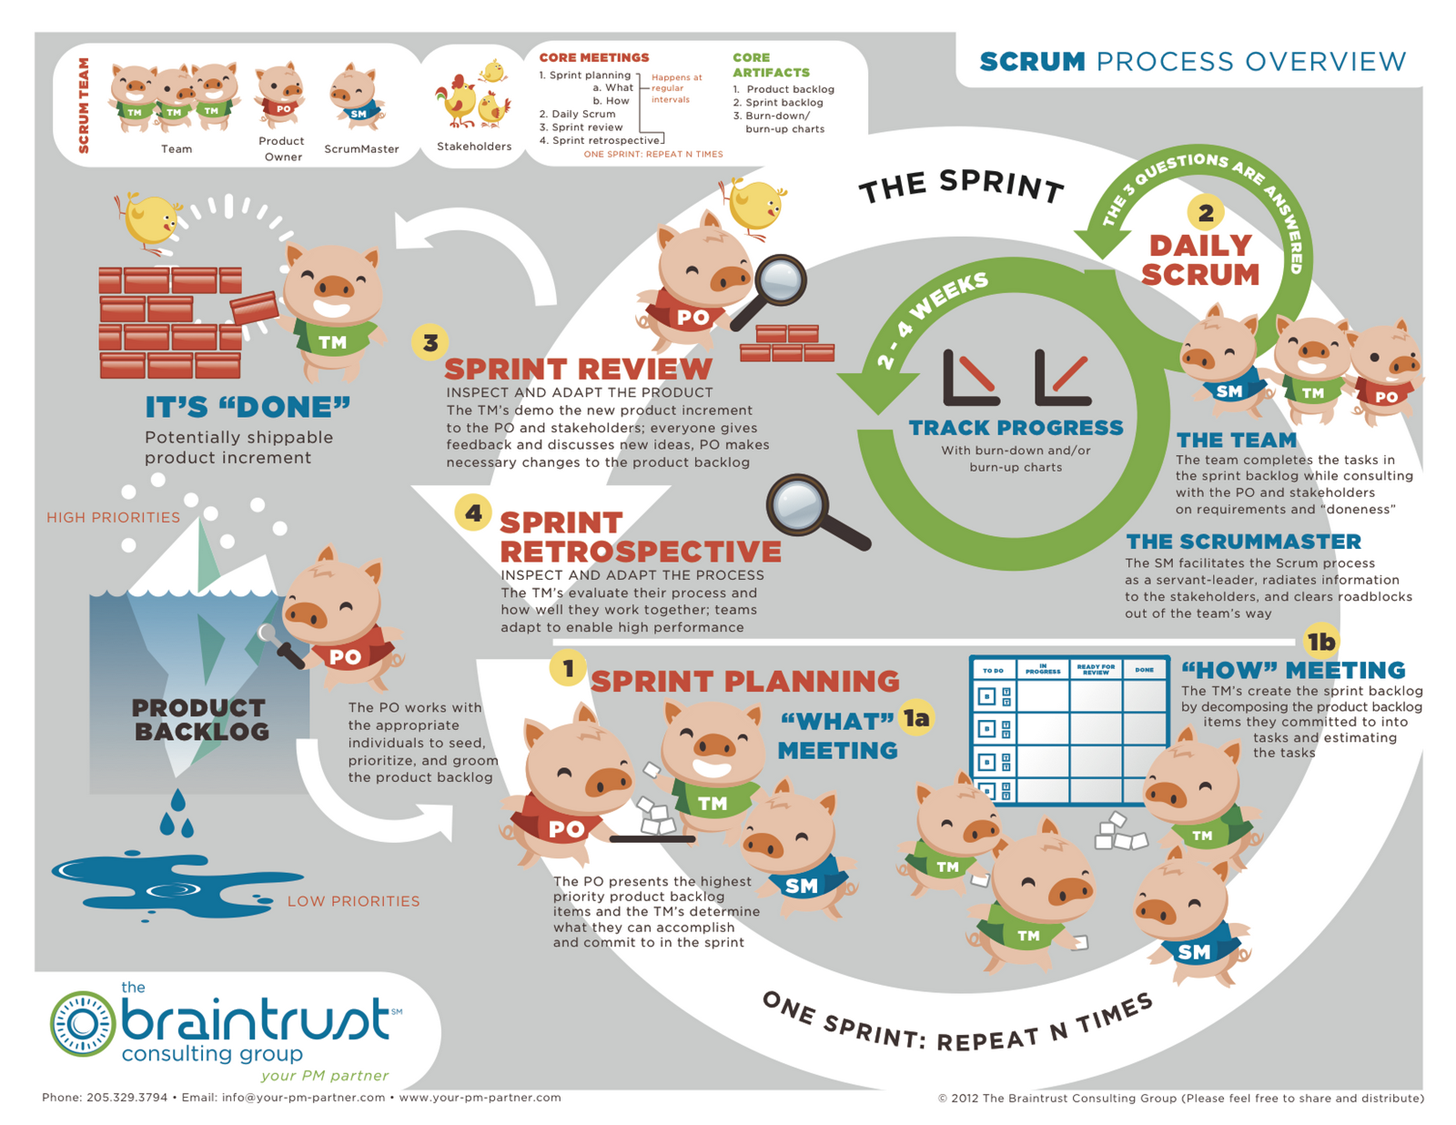 SCRUM PROCESS OVERVIEW
SCRUM TEAM
TM
TM
TM
Team
PO
Product
Owner
SM
ScrumMaster
Stakeholders
CORE MEETINGS
1. Sprint planning
a. What
b. How
2. Daily Scrum
3. Sprint review
4. Sprint retrospective
Happens at
regular
intervals
ONE SPRINT: REPEAT N TIMES
CORE
ARTIFACTS
1. Product backlog
2. Sprint backlog
3. Burn-down/
burn-up charts
THE SPRINT
THE 3 QUESTIONS ARE ANSWERED
2
DAILY
SCRUM
SM
TM
PO
2 - 4 WEEKS
TRACK PROGRESS
With burn-down and/or
burn-up charts
THE TEAM
The team completes the tasks in
the sprint backlog while consulting
with the PO and stakeholders
on requirements and "doneness"
THE SCRUMMASTER
The SM facilitates the Scrum process
as a servant-leader, radiates information
to the stakeholders, and clears roadblocks
out of the team's way
TM
IT'S "DONE"
Potentially shippable
product increment
PO
3
SPRINT REVIEW
INSPECT AND ADAPT THE PRODUCT
The TM's demo the new product increment
to the PO and stakeholders; everyone gives
feedback and discusses new ideas, PO makes
necessary changes to the product backlog
4
SPRINT
RETROSPECTIVE
INSPECT AND ADAPT THE PROCESS
The TM's evaluate their process and
how well they work together; teams
adapt to enable high performance
HIGH PRIORITIES
PO
PRODUCT
BACKLOG
The PO works with
the appropriate
individuals to seed,
prioritize, and groom
the product backlog
LOW PRIORITIES
1
SPRINT PLANNING
"WHAT"
MEETING
1a
PO
TM
SM
The PO presents the highest
priority product backlog
items and the TM's determine
what they can accomplish
and commit to in the sprint
TO DO
IN
PROGRESS
READY FOR
REVIEW
DONE
1b
"HOW" MEETING
The TM's create the sprint backlog
by decomposing the product backlog
items they committed to into
tasks and estimating
the tasks
TM
TM
TM
SM
ONE SPRINT: REPEAT N TIMES
the
braintrust SM
consulting group
your PM partner
Phone: 205.329.3794 • Email: info@your-pm-partner.com • www.your-pm-partner.com
© 2012 The Braintrust Consulting Group (Please feel free to share and distribute)